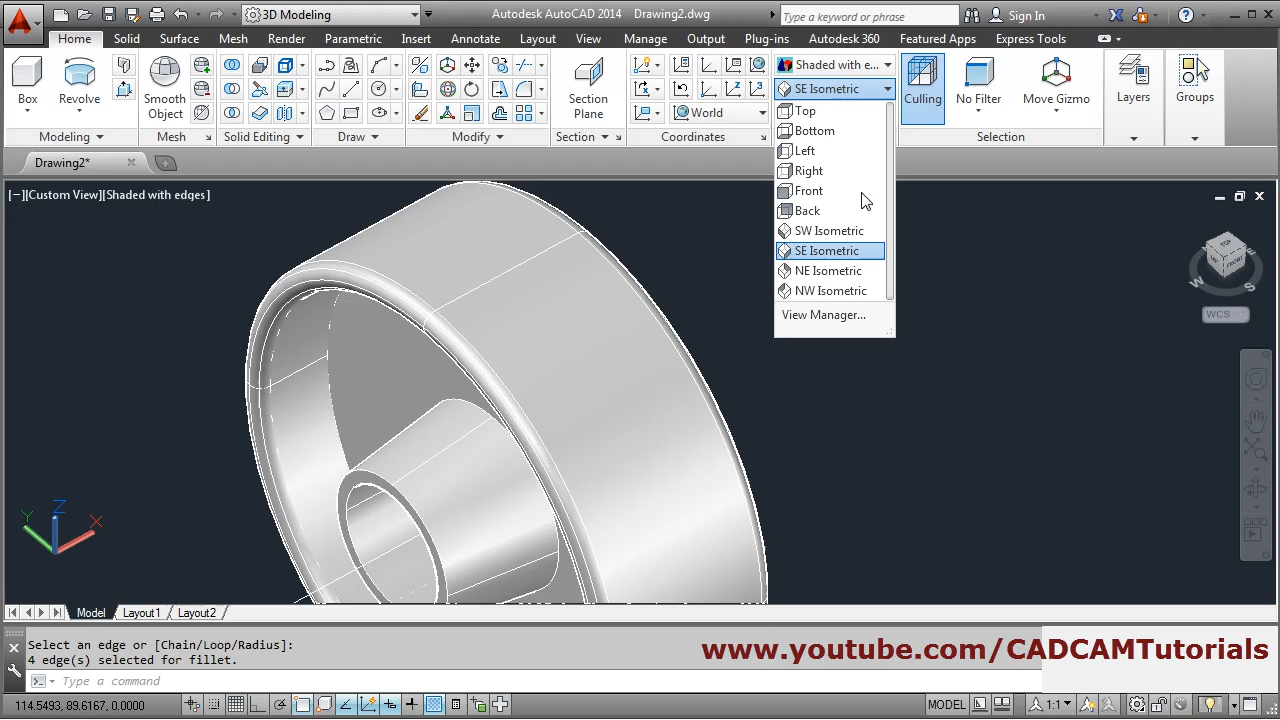 3D Modeling
Autodesk AutoCAD 2014 Drawing2.dwg
Type a keyword or phrase
Sign In
Home Solid Surface Mesh Render Parametric Insert Annotate Layout View Manage Output Plug-ins Autodesk 360 Featured Apps Express Tools
Box
Revolve
Smooth
Object
Section
Plane
World
Shaded with e...
SE Isometric
Culling
No Filter
Move Gizmo
Layers
Groups
Modeling
Mesh
Solid Editing
Draw
Modify
Section
Coordinates
Selection
Top
Bottom
Left
Right
Front
Back
SW Isometric
SE Isometric
NE Isometric
NW Isometric
View Manager...
Drawing2*
[−][Custom View][Shaded with edges]
TOP
FRONT
W
S
WCS
Y
Z
X
Model Layout1 Layout2
Select an edge or [Chain/Loop/Radius]:
4 edge(s) selected for fillet.
Type a command
www.youtube.com/CADCAMTutorials
114.5493, 89.6167, 0.0000
MODEL
1:1